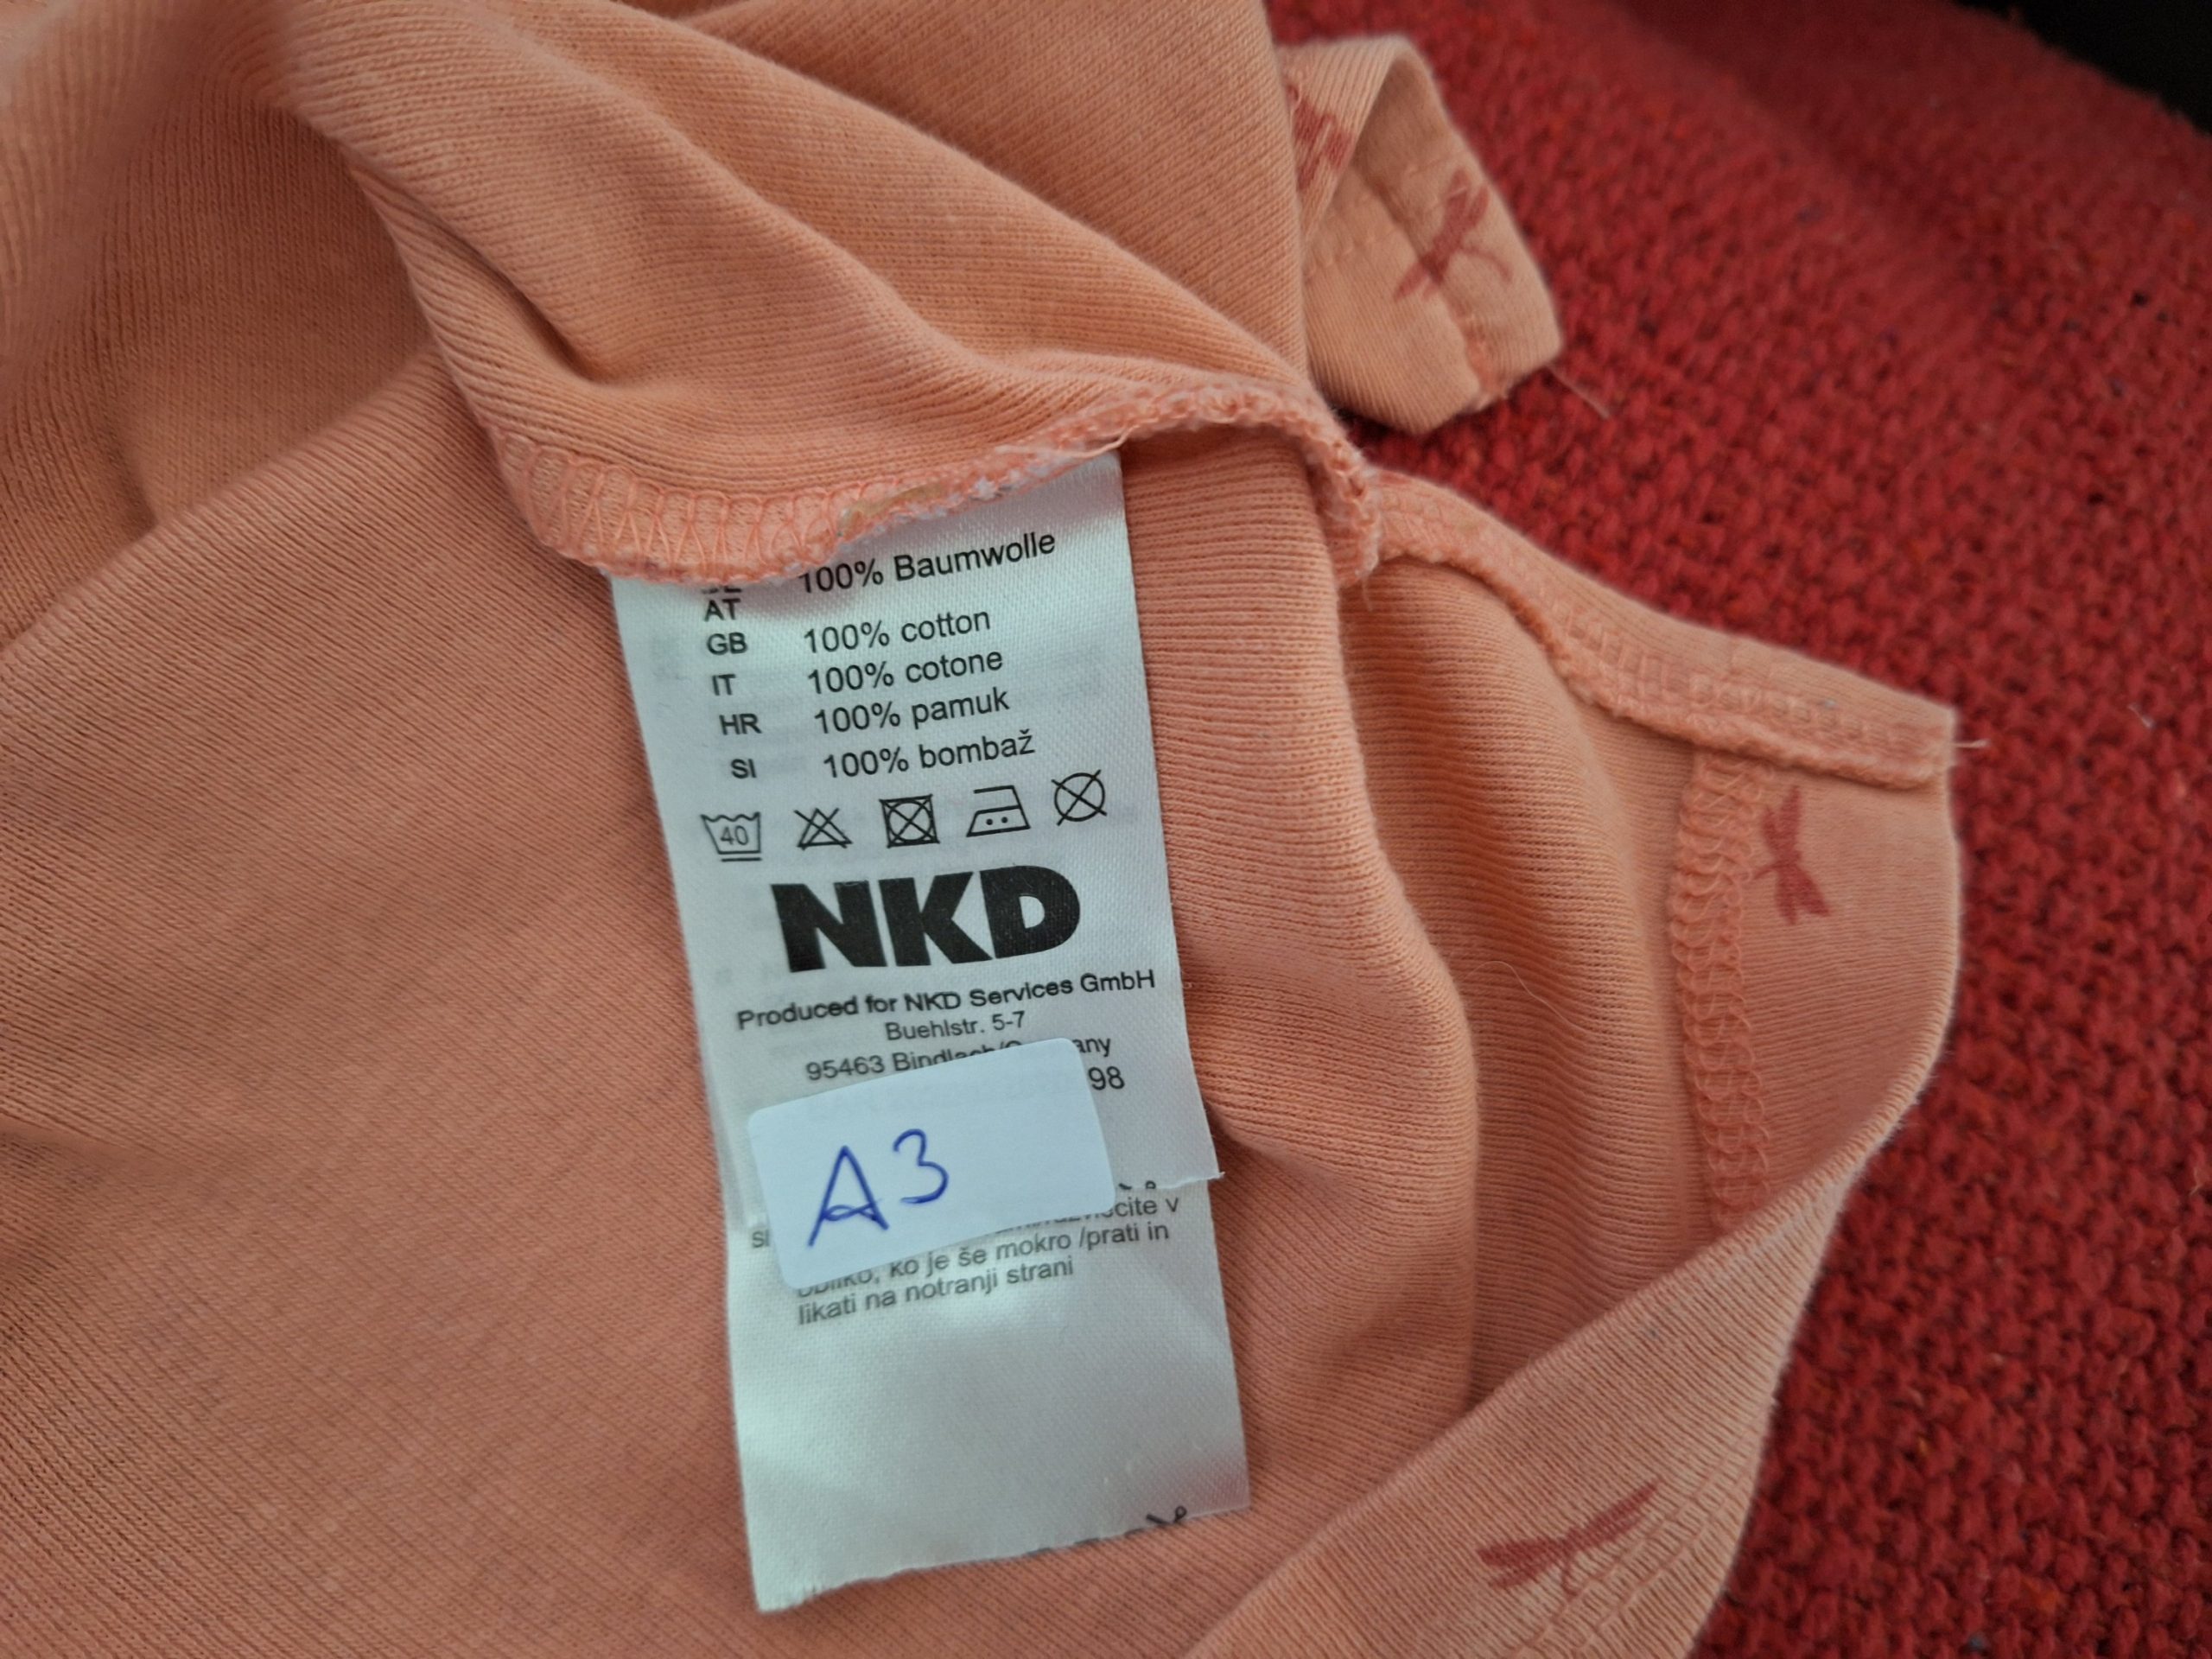 AT 100% Baumwolle
GB 100% cotton
IT 100% cotone
HR 100% pamuk
SI 100% bombaž
40
NKD
Produced for NKD Services GmbH
Buehlstr. 5-7
95463
98
A3
v
ko je še mokro /prati in
likati na notranji strani